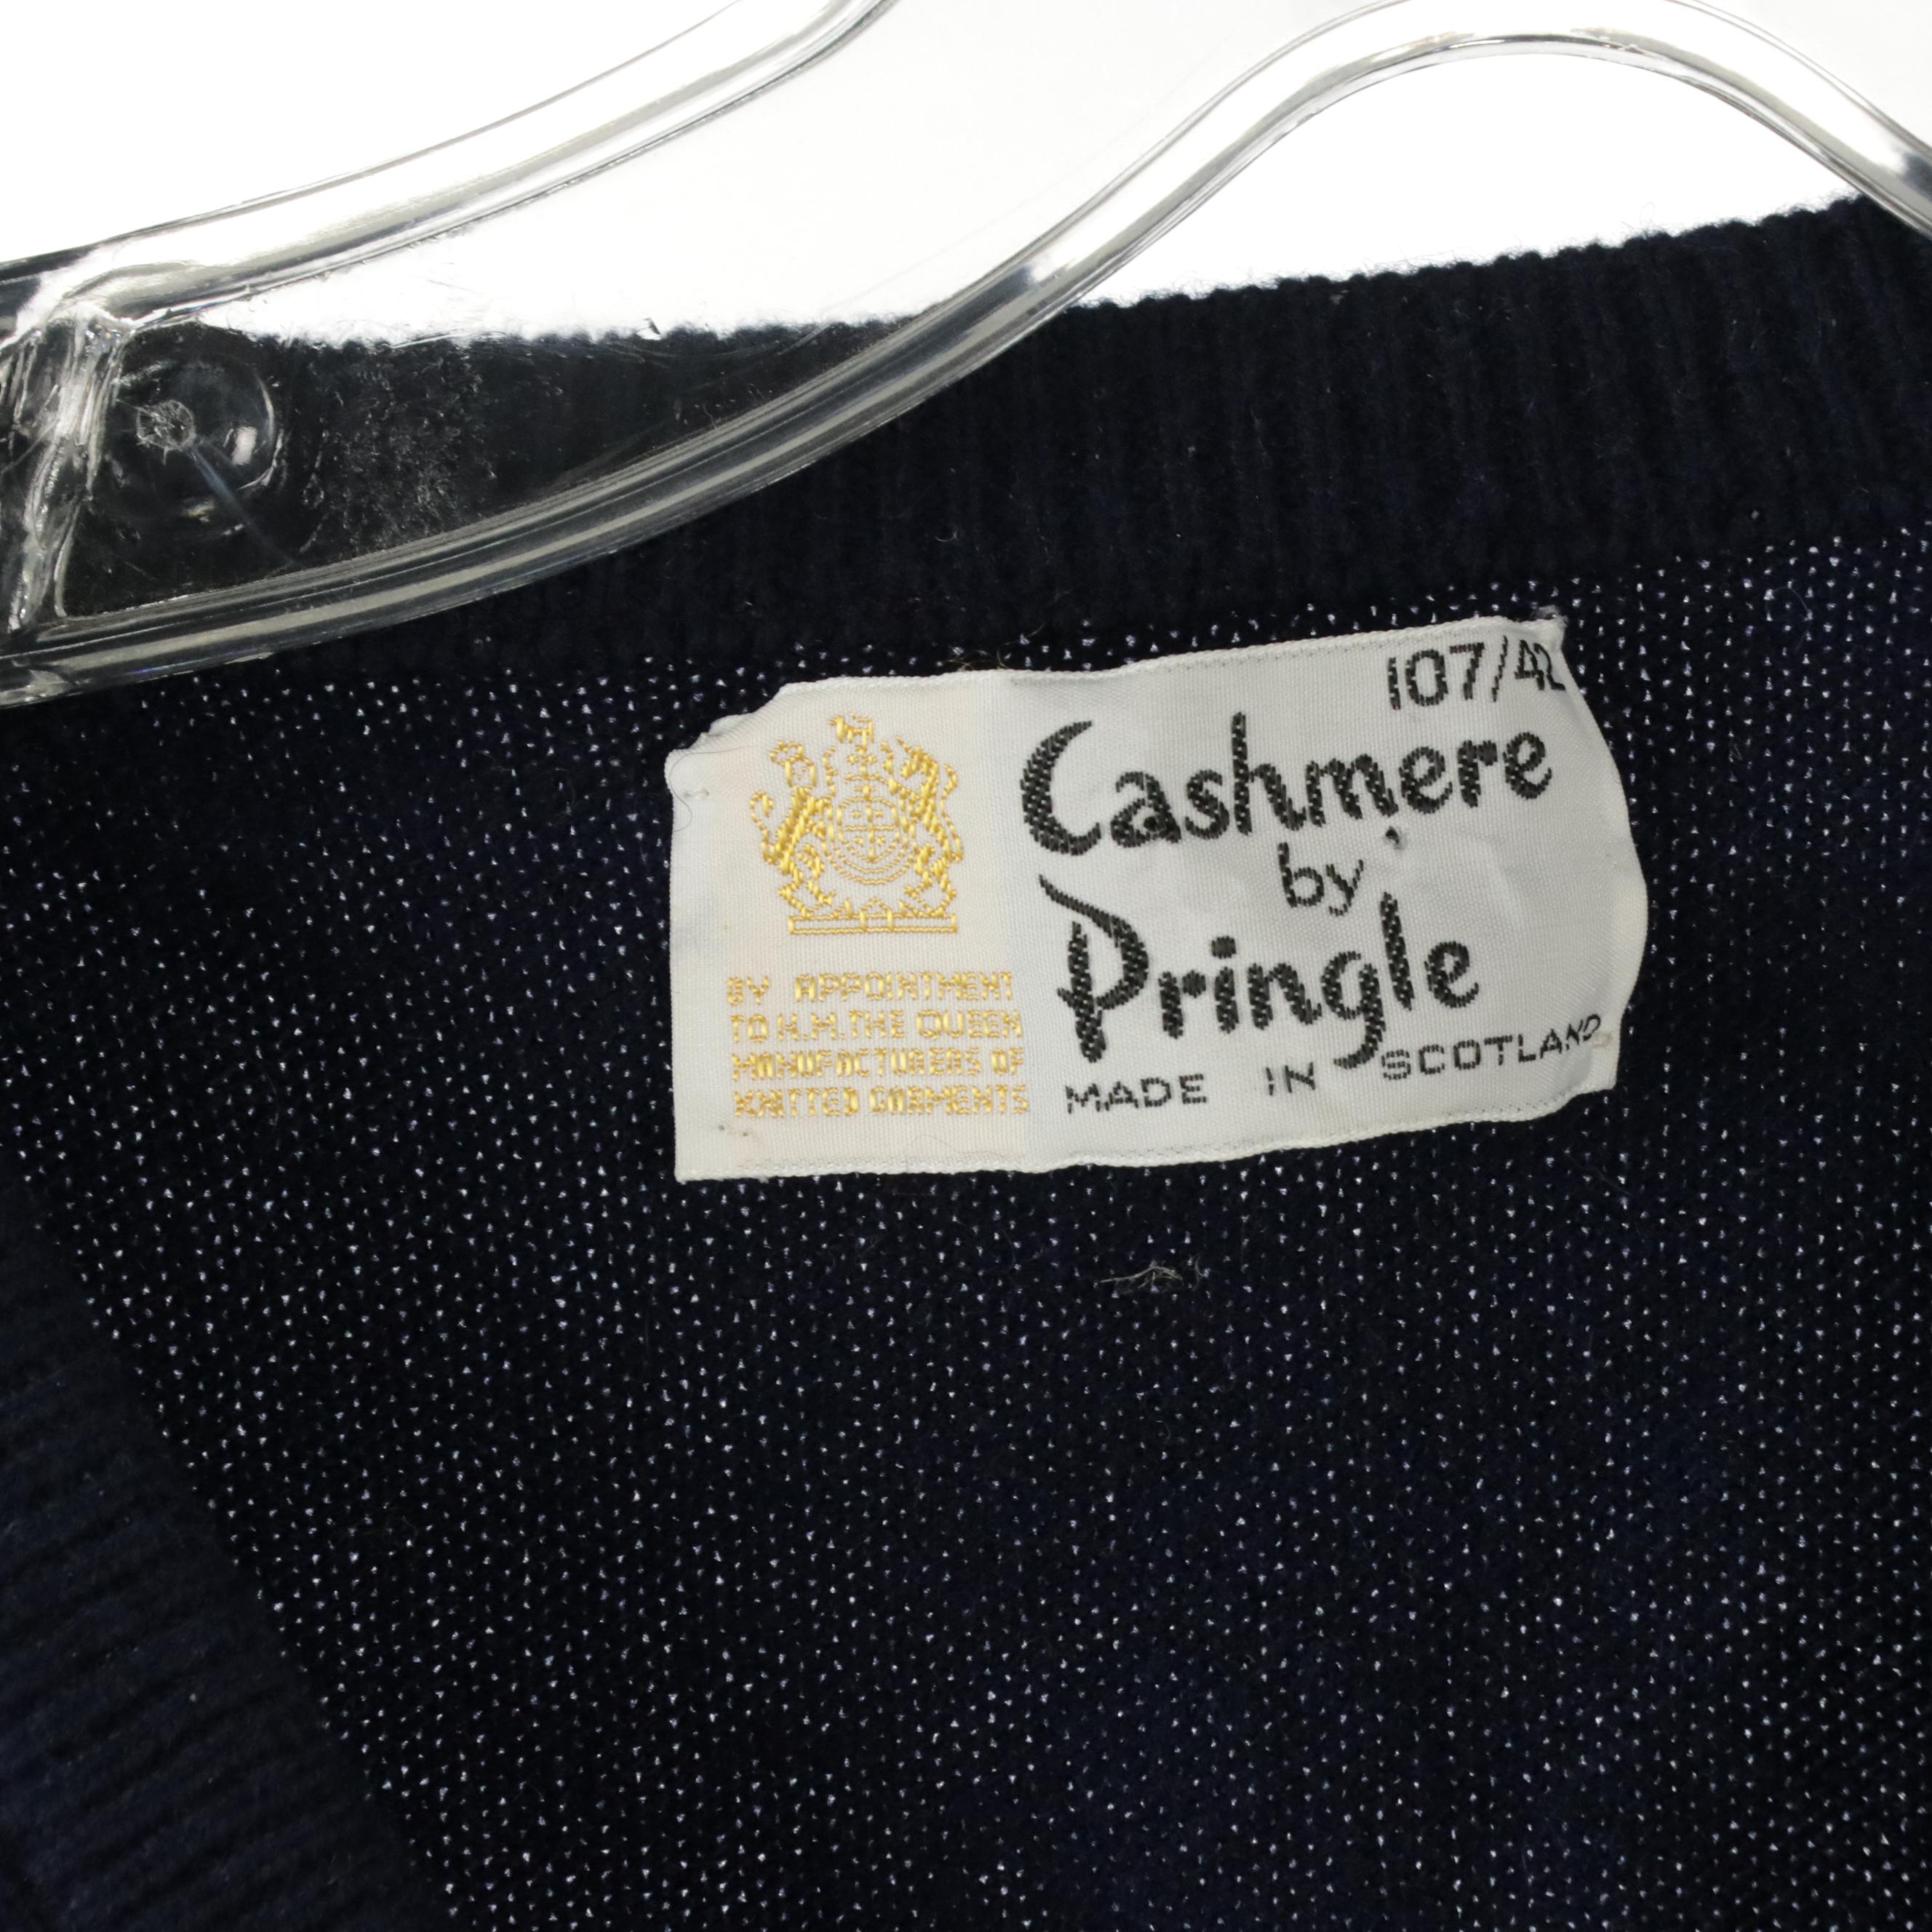 107/42
Cashmere
by
Pringle
MADE IN SCOTLAND
BY APPOINTMENT
TO H.M. THE QUEEN
MANUFACTURERS OF
KNITTED GARMENTS